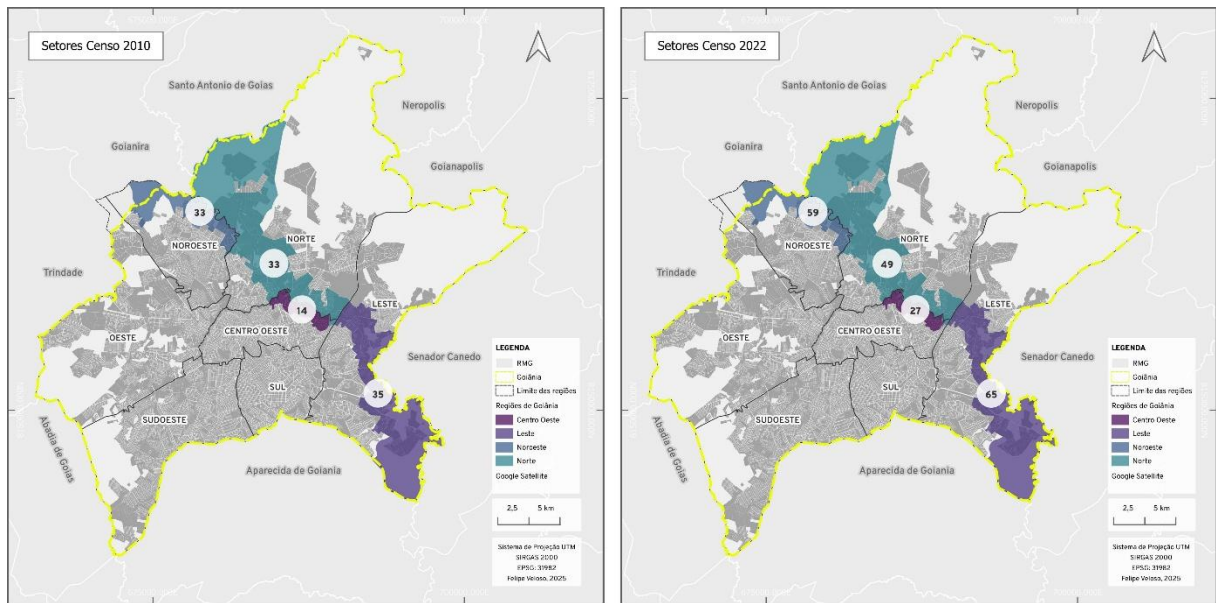 Setores Censo 2010
Santo Antonio de Goias
Neropolis
Goianira
Goianapolis
33
NOROESTE
NORTE
33
Trindade
14
LESTE
CENTRO OESTE
OESTE
Senador Canedo
SUL
35
SUDOESTE
Abadia de Goias
Aparecida de Goiania
LEGENDA
RMG
Goiânia
Limite das regiões
Regiões de Goiânia
Centro Oeste
Leste
Noroeste
Norte
Google Satellite
2,5 5 km
Sistema de Projeção UTM
SIRGAS 2000
EPSG: 31982
Felipe Veloso, 2025
Setores Censo 2022
Santo Antonio de Goias
Neropolis
Goianira
Goianapolis
59
NOROESTE
NORTE
49
Trindade
27
LESTE
CENTRO OESTE
OESTE
Senador Canedo
SUL
65
SUDOESTE
Abadia de Goias
Aparecida de Goiania
LEGENDA
RMG
Goiânia
Limite das regiões
Regiões de Goiânia
Centro Oeste
Leste
Noroeste
Norte
Google Satellite
2,5 5 km
Sistema de Projeção UTM
SIRGAS 2000
EPSG: 31982
Felipe Veloso, 2025